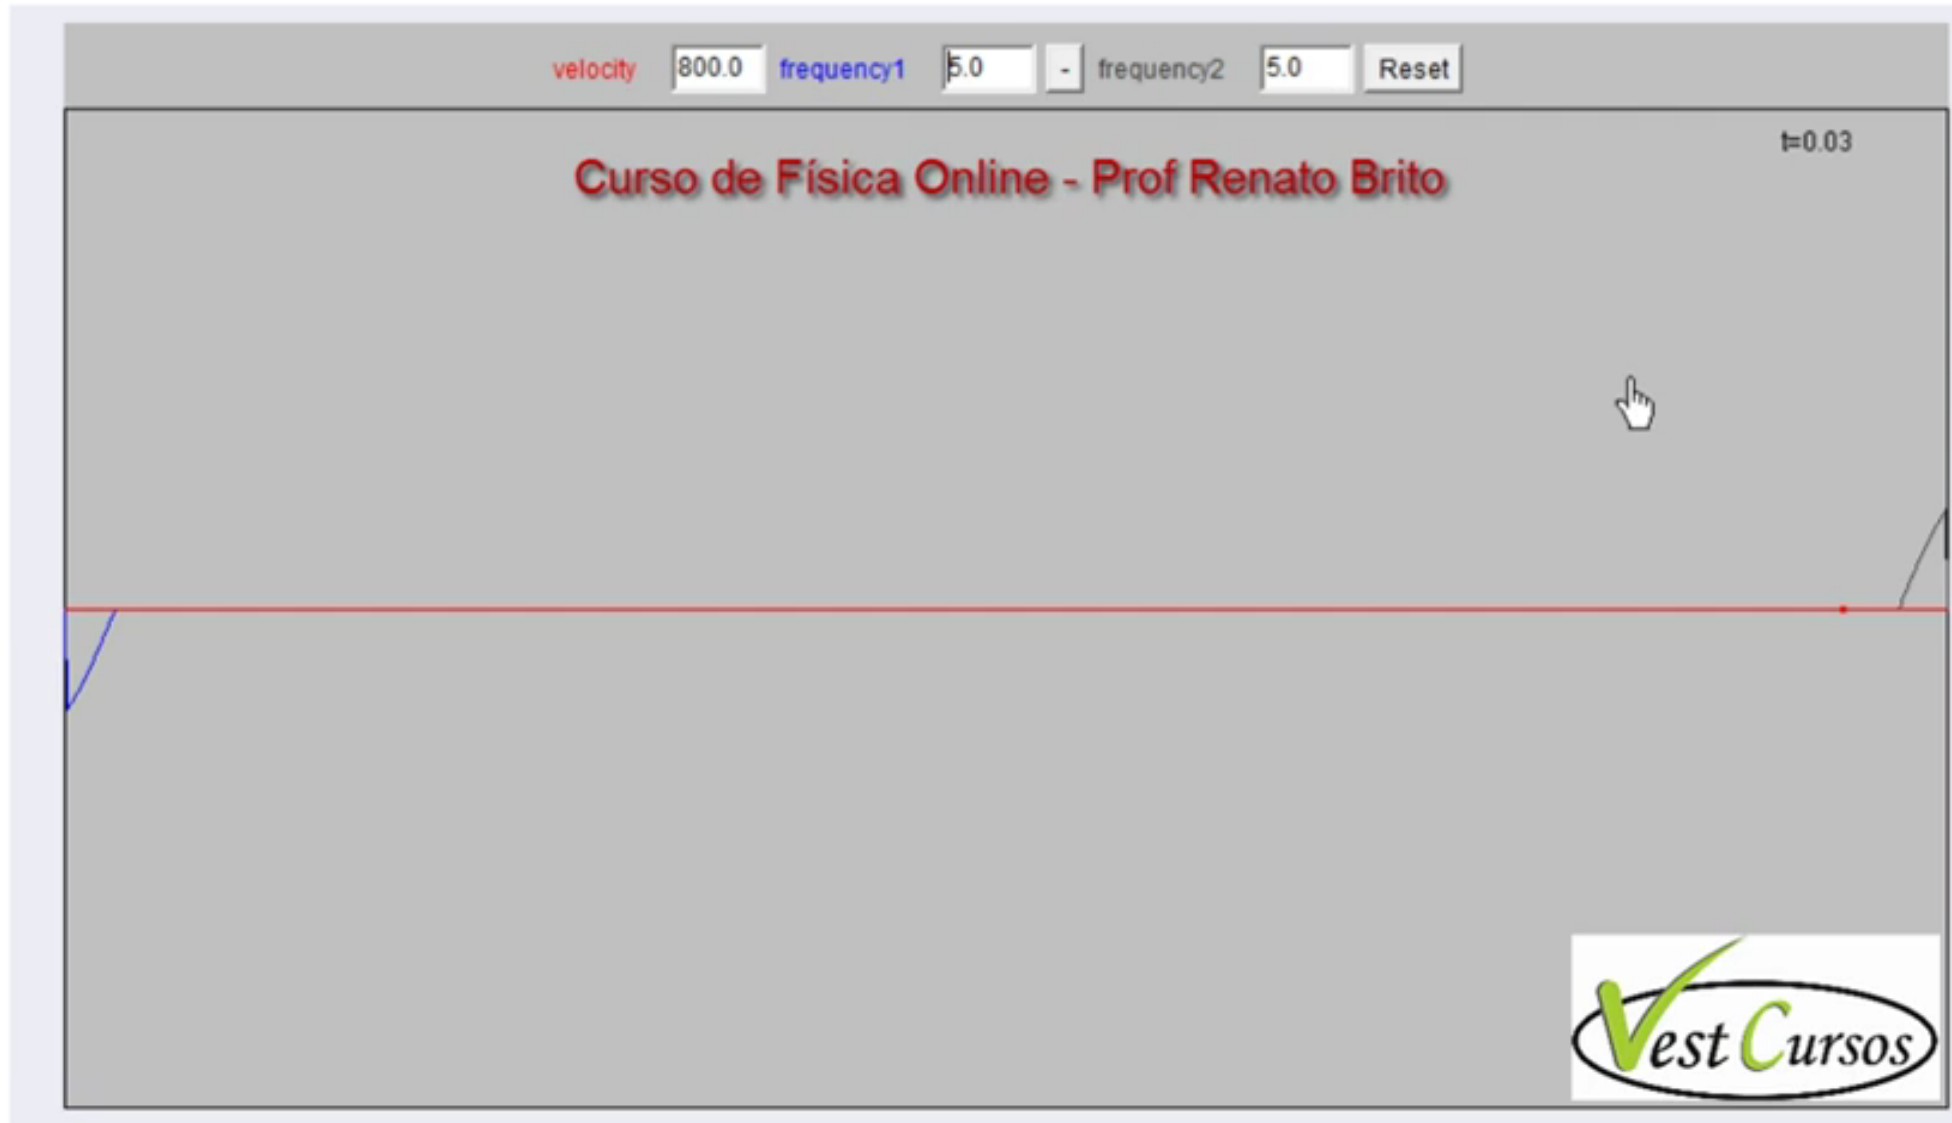 velocity 800.0 frequency1 5.0 - frequency2 5.0 Reset
t=0.03
Curso de Física Online - Prof Renato Brito
Vest Cursos